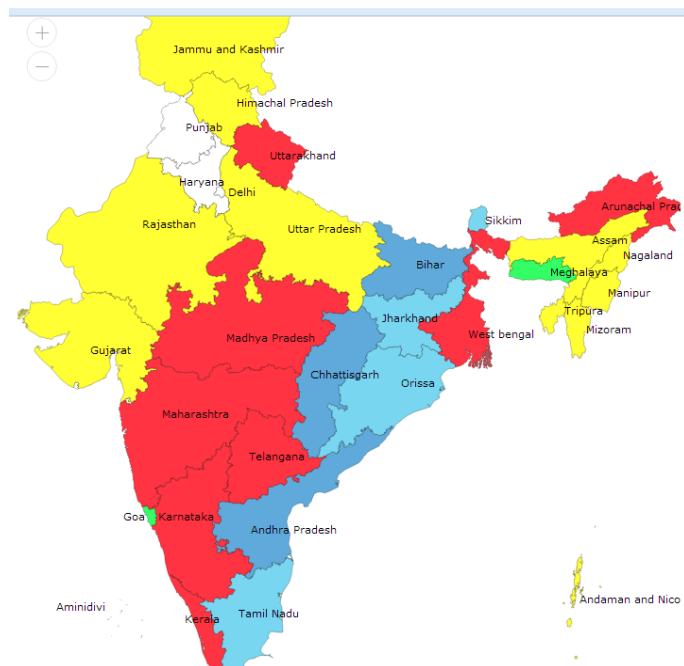 +
−
Jammu and Kashmir
Himachal Pradesh
Punjab
Uttarakhand
Haryana
Delhi
Rajasthan
Uttar Pradesh
Sikkim
Arunachal Prac
Assam
Nagaland
Bihar
Meghalaya
Manipur
Jharkhand
Tripura
Mizoram
West bengal
Madhya Pradesh
Gujarat
Chhattisgarh
Orissa
Maharashtra
Telangana
Goa
Karnataka
Andhra Pradesh
Aminidivi
Andaman and Nico
Tamil Nadu
Kerala